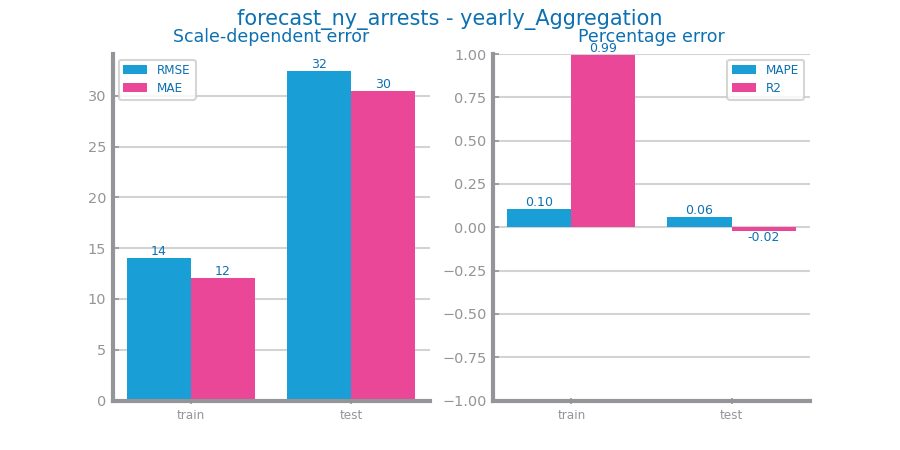 forecast_ny_arrests - yearly_Aggregation
Scale-dependent error
RMSE
MAE
30
25
20
15
10
5
0
14
12
32
30
train
test
Percentage error
MAPE
R2
1.00
0.75
0.50
0.25
0.00
−0.25
−0.50
−0.75
−1.00
0.10
0.99
0.06
-0.02
train
test